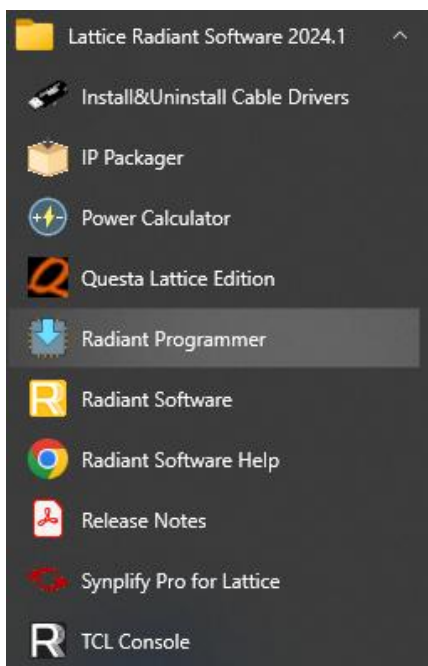 Lattice Radiant Software 2024.1
Install&Uninstall Cable Drivers
IP Packager
Power Calculator
Questa Lattice Edition
Radiant Programmer
Radiant Software
Radiant Software Help
Release Notes
Synplify Pro for Lattice
TCL Console